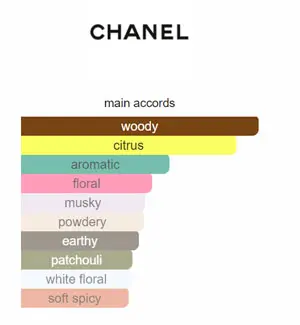 CHANEL
main accords
woody
citrus
aromatic
floral
musky
powdery
earthy
patchouli
white floral
soft spicy